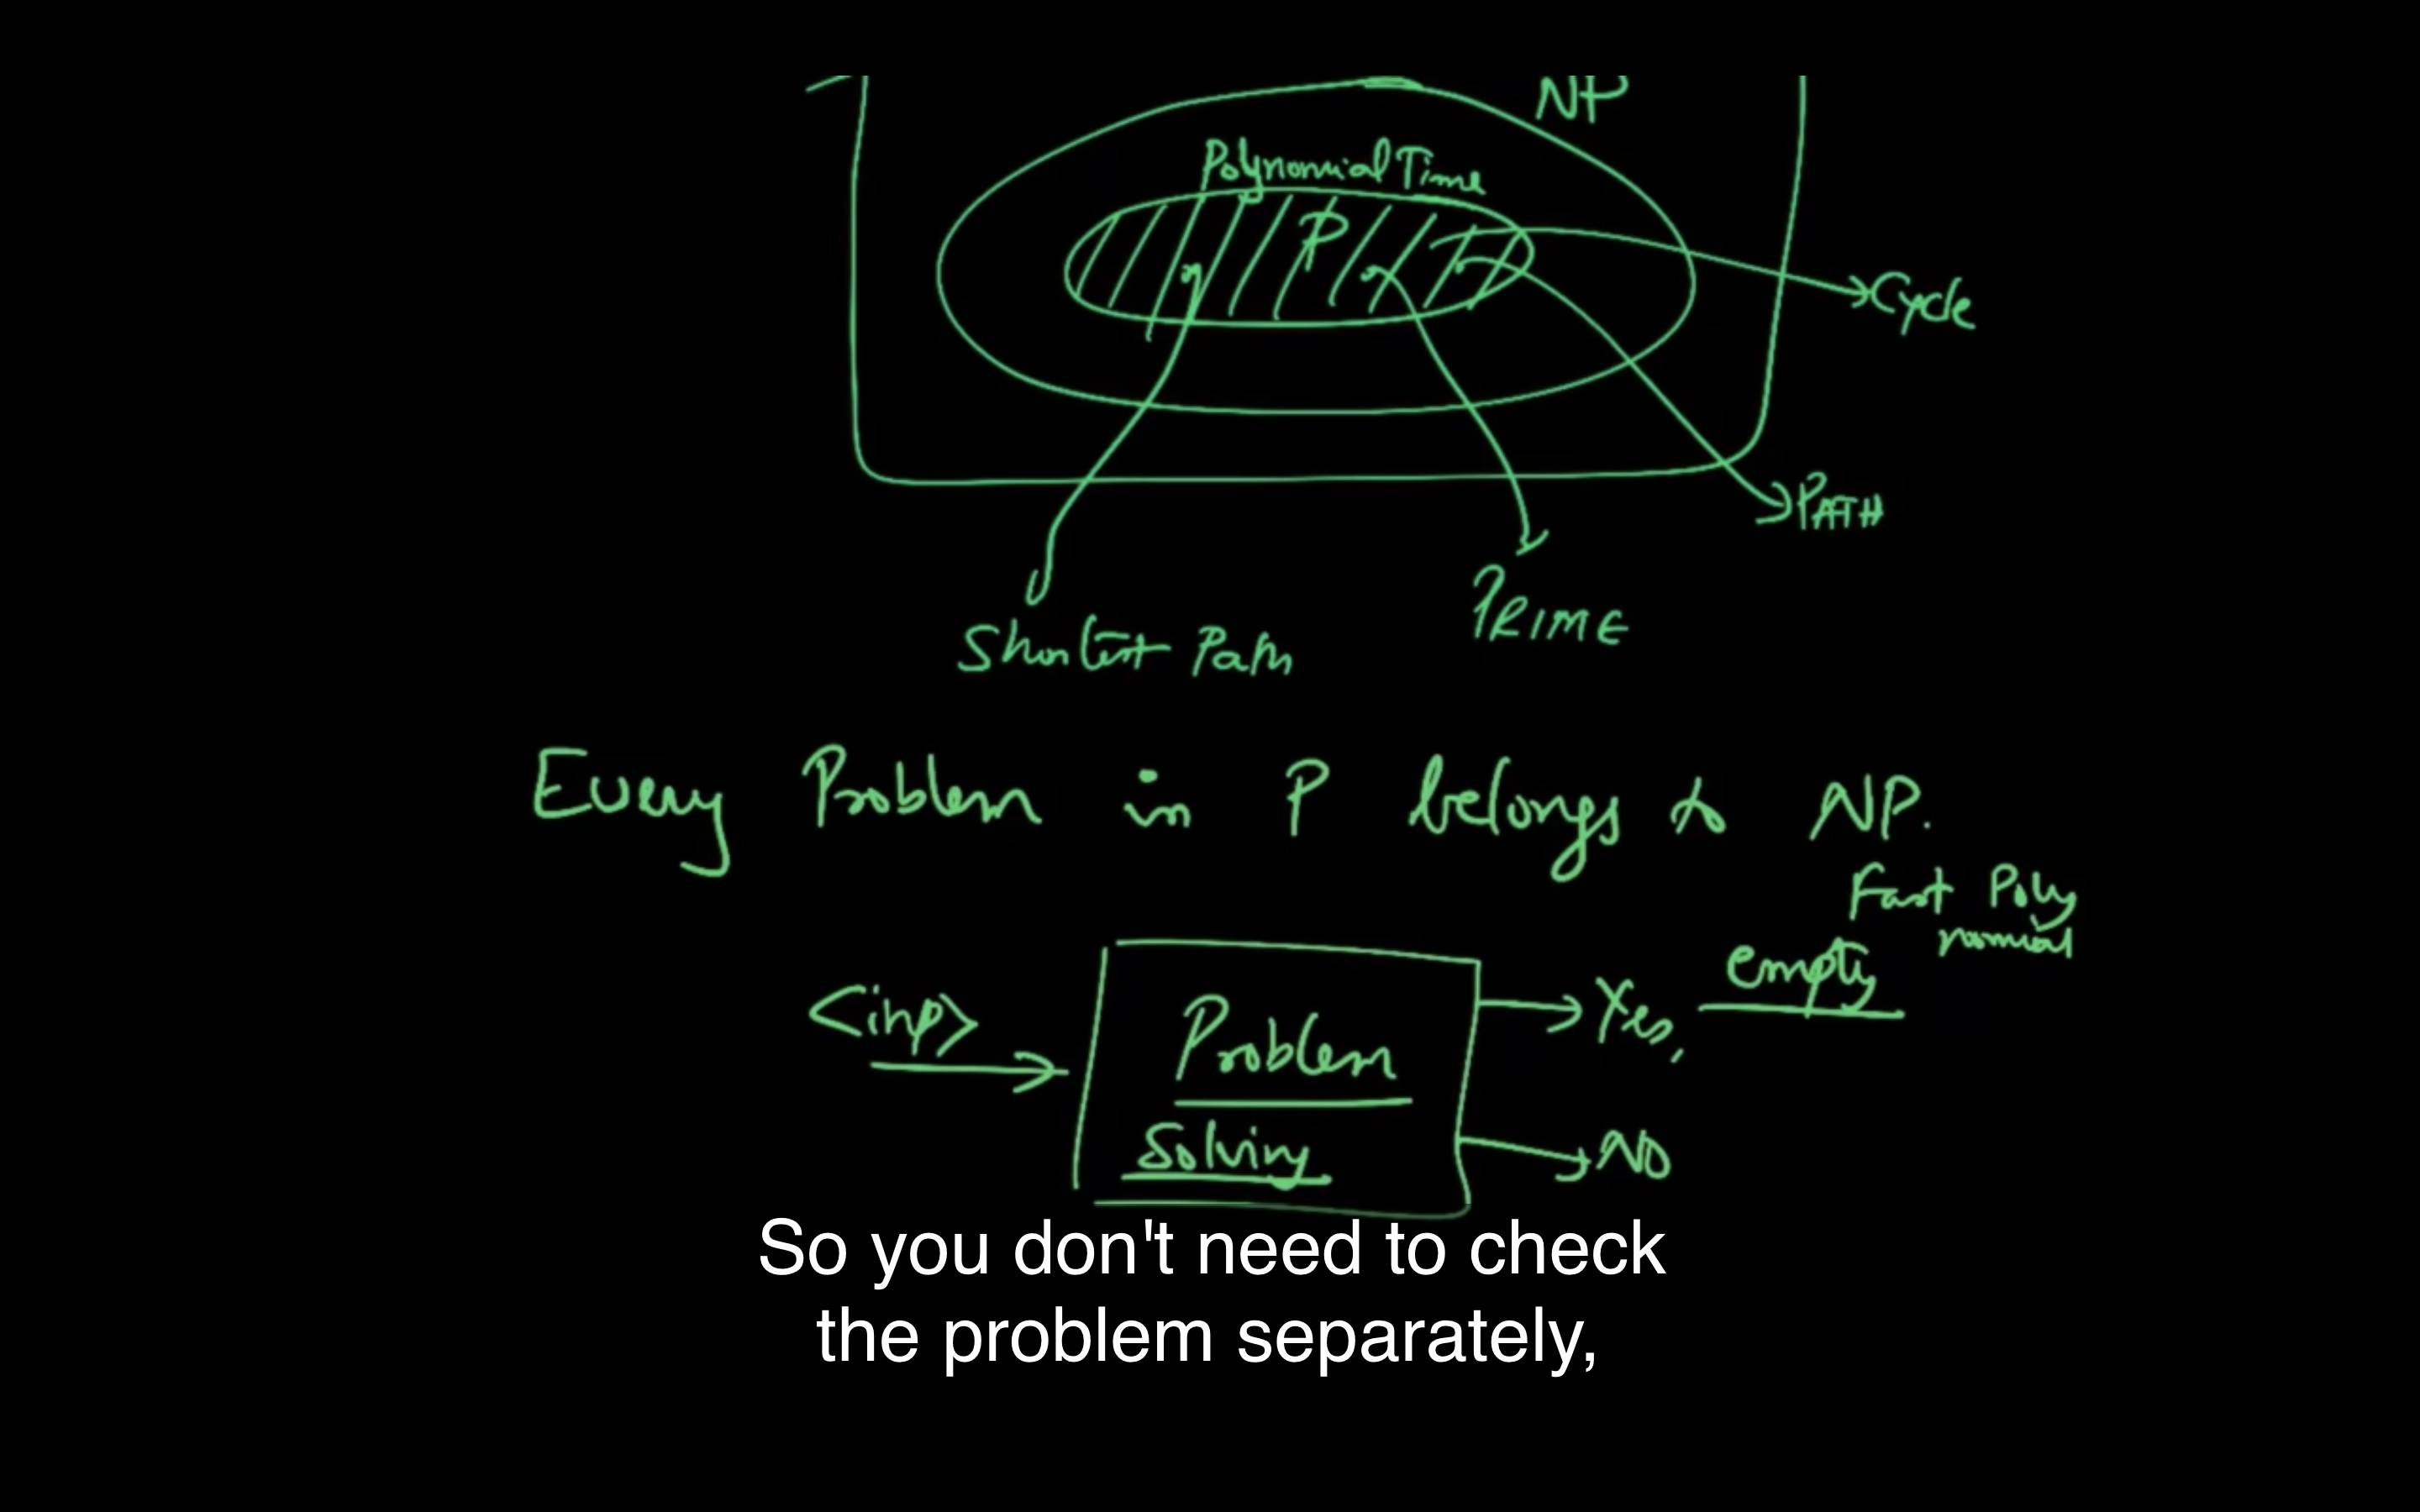 NP
Polynomial Time
P
Cycle
PATH
PRIME
Shortest Path
Every Problem in P belongs to NP.
Fast Poly
nomial
<inp>
Problem
Solving
Yes, empty
NO
So you don't need to check
the problem separately,